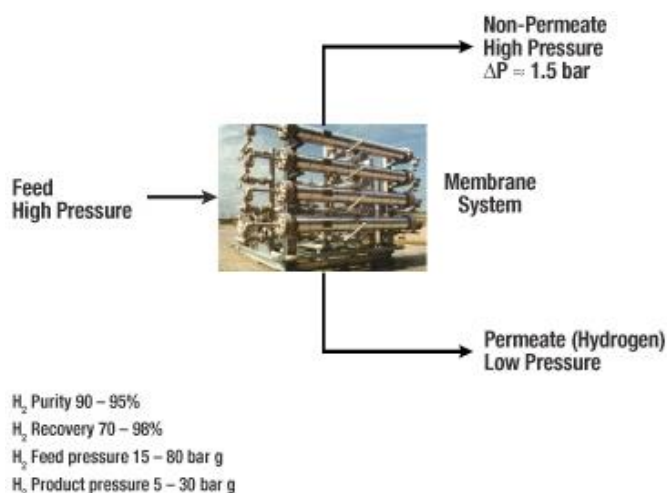 Non-Permeate
High Pressure
ΔP ≈ 1.5 bar
Feed
High Pressure
Membrane
System
Permeate (Hydrogen)
Low Pressure
H₂ Purity 90 – 95%
H₂ Recovery 70 – 98%
H₂ Feed pressure 15 – 80 bar g
H₂ Product pressure 5 – 30 bar g